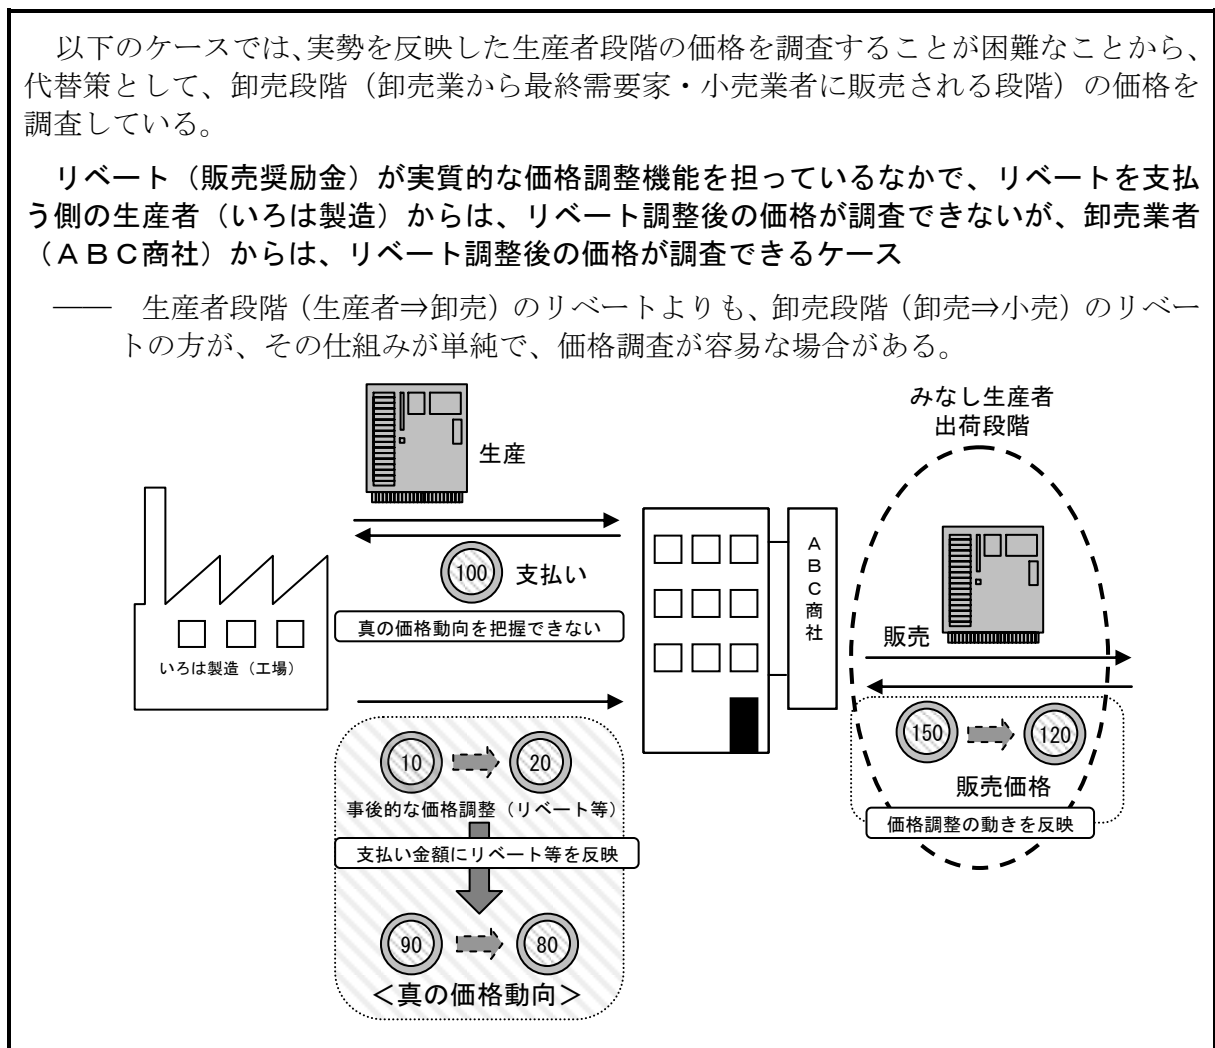 以下のケースでは、実勢を反映した生産者段階の価格を調査することが困難なことから、
代替策として、卸売段階（卸売業から最終需要家・小売業者に販売される段階）の価格を
調査している。
リベート（販売奨励金）が実質的な価格調整機能を担っているなかで、リベートを支払
う側の生産者（いろは製造）からは、リベート調整後の価格が調査できないが、卸売業者
（ＡＢＣ商社）からは、リベート調整後の価格が調査できるケース
―― 生産者段階（生産者⇒卸売）のリベートよりも、卸売段階（卸売⇒小売）のリベー
トの方が、その仕組みが単純で、価格調査が容易な場合がある。
みなし生産者
出荷段階
生産
100 支払い
真の価格動向を把握できない
いろは製造（工場）
ＡＢＣ商社
販売
150 120
販売価格
価格調整の動きを反映
10 20
事後的な価格調整（リベート等）
支払い金額にリベート等を反映
90 80
＜真の価格動向＞